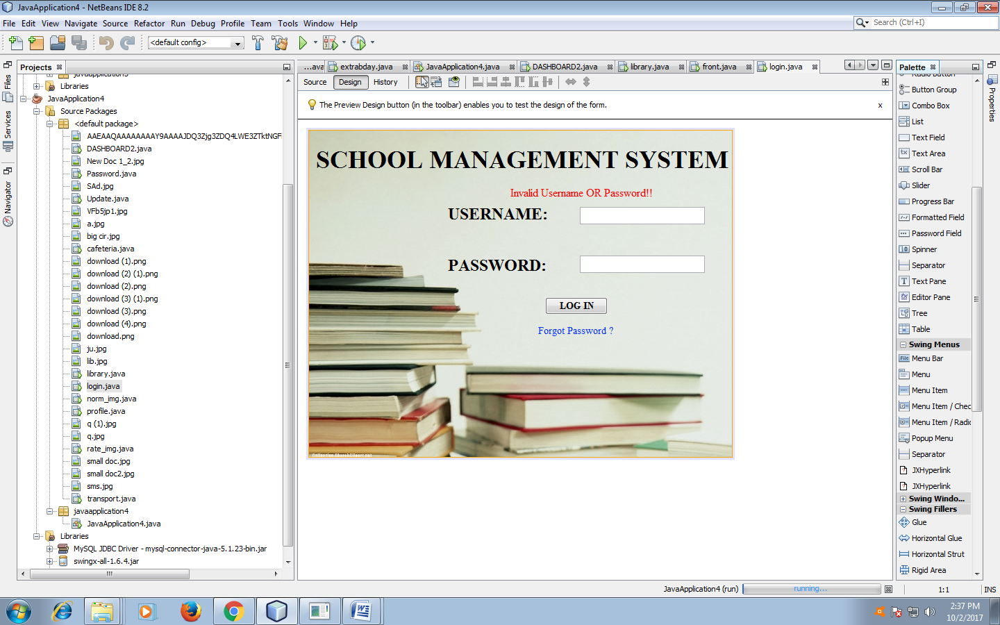 JavaApplication4 - NetBeans IDE 8.2
File Edit View Navigate Source Refactor Run Debug Profile Team Tools Window Help
Search (Ctrl+I)
<default config>
Projects
Files
Services
Navigator
javaapplication3
Libraries
JavaApplication4
Source Packages
<default package>
AAEAAQAAAAAAAAY9AAAAJDQ3Zjg3ZDQ4LWE3ZTktNGF
DASHBOARD2.java
New Doc 1_2.jpg
Password.java
SAd.jpg
Update.java
VFb5jp1.jpg
a.jpg
big cir.jpg
cafeteria.java
download (1).png
download (2) (1).png
download (2).png
download (3) (1).png
download (3).png
download (4).png
download.png
ju.jpg
lib.jpg
library.java
login.java
norm_img.java
profile.java
q (1).jpg
q.jpg
rate_img.java
small doc.jpg
small doc2.jpg
sms.jpg
transport.java
javaapplication4
JavaApplication4.java
Libraries
MySQL JDBC Driver - mysql-connector-java-5.1.23-bin.jar
swingx-all-1.6.4.jar
...ava extrabday.java JavaApplication4.java DASHBOARD2.java library.java front.java login.java
Source Design History
The Preview Design button (in the toolbar) enables you to test the design of the form. x
SCHOOL MANAGEMENT SYSTEM
Invalid Username OR Password!!
USERNAME:
PASSWORD:
LOG IN
Forgot Password ?
Palette
Radio Button
Button Group
Combo Box
List
Text Field
Text Area
Scroll Bar
Slider
Progress Bar
Formatted Field
Password Field
Spinner
Separator
Text Pane
Editor Pane
Tree
Table
Swing Menus
Menu Bar
Menu
Menu Item
Menu Item / Chec
Menu Item / Radio
Popup Menu
Separator
JXHyperlink
JXHyperlink
Swing Windo...
Swing Fillers
Glue
Horizontal Glue
Horizontal Strut
Rigid Area
Properties
JavaApplication4 (run) running... 1:1 INS
2:37 PM
10/2/2017